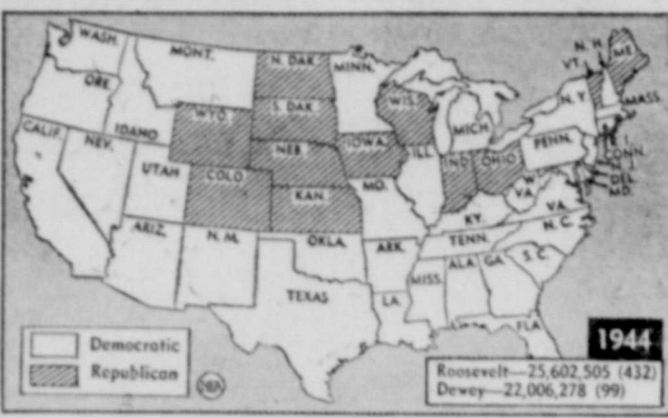 WASH.
MONT.
N. DAK.
MINN.
N. H.
ME.
VT.
ORE.
IDAHO
WYO.
S. DAK.
WIS.
MICH
N.Y.
MASS.
CALIF.
NEV.
UTAH
COLO.
NEB.
IOWA
ILL
IND
OHIO
PENN.
R. I.
CONN.
DEL.
MD.
W. VA.
VA.
KAN.
MO.
KY.
N. C.
ARIZ.
N. M.
OKLA.
ARK.
TENN.
S. C.
TEXAS
LA.
MISS.
ALA
GA.
FLA
Democratic
Republican
NEA
1944
Roosevelt—25,602,505 (432)
Dewey—22,006,278 (99)